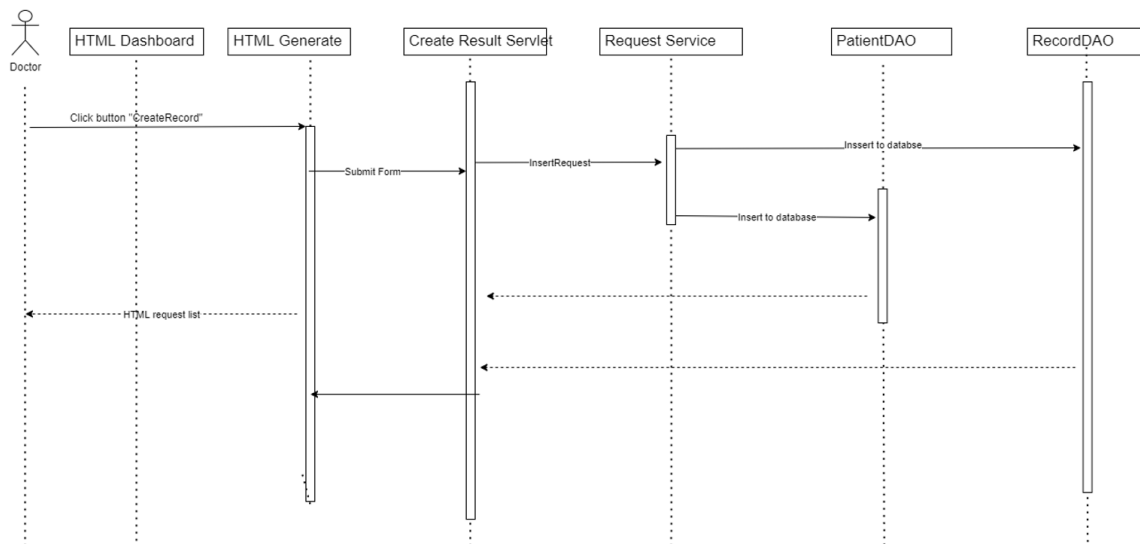 HTML Dashboard
HTML Generate
Create Result Servlet
Request Service
PatientDAO
RecordDAO
Doctor
Click button "CreateRecord"
Inssert to databse
InsertRequest
Submit Form
Insert to database
HTML request list